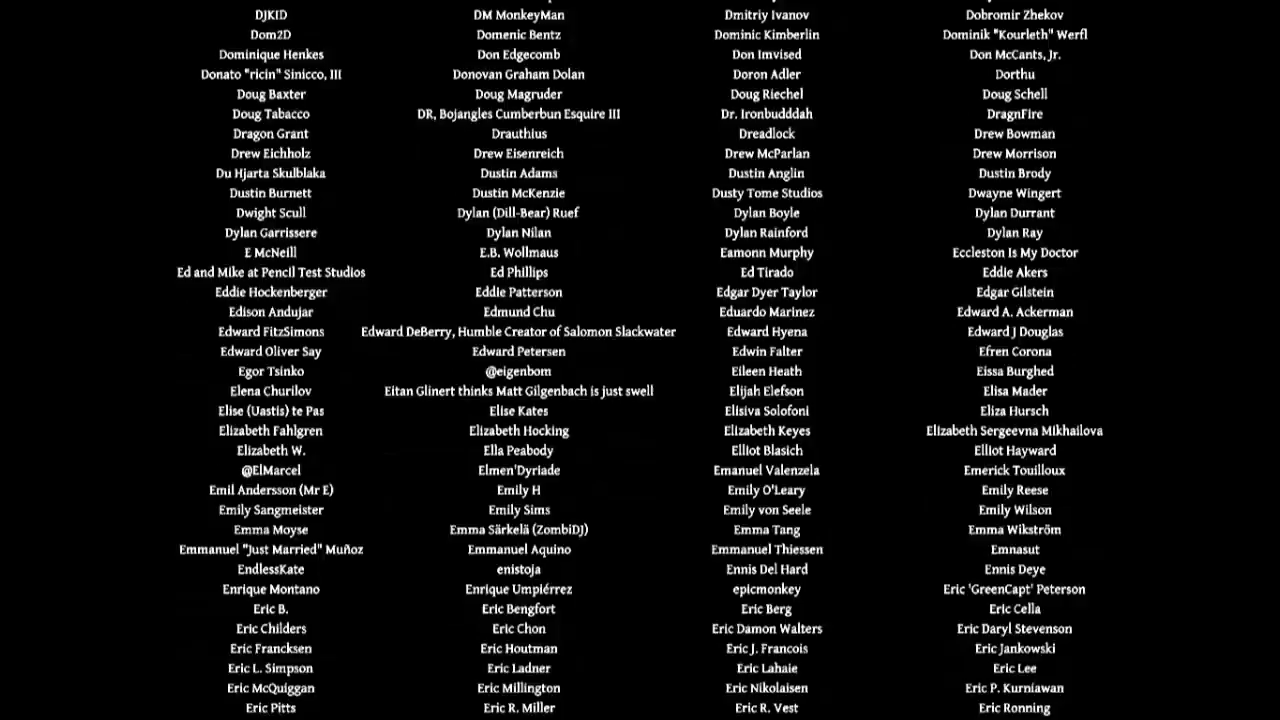 DJKID DM MonkeyMan Dmitriy Ivanov Dobromir Zhekov
Dom2D Domenic Bentz Dominic Kimberlin Dominik "Kourleth" Werfl
Dominique Henkes Don Edgecomb Don Imvised Don McCants, Jr.
Donato "ricin" Sinicco, III Donovan Graham Dolan Doron Adler Dorthu
Doug Baxter Doug Magruder Doug Riechel Doug Schell
Doug Tabacco DR, Bojangles Cumberbun Esquire III Dr. Ironbudddah DragnFire
Dragon Grant Drauthius Dreadlock Drew Bowman
Drew Eichholz Drew Eisenreich Drew McParlan Drew Morrison
Du Hjarta Skulblaka Dustin Adams Dustin Anglin Dustin Brody
Dustin Burnett Dustin McKenzie Dusty Tome Studios Dwayne Wingert
Dwight Scull Dylan (Dill-Bear) Ruef Dylan Boyle Dylan Durrant
Dylan Garrissere Dylan Nilan Dylan Rainford Dylan Ray
E McNeill E.B. Wollmaus Eamonn Murphy Eccleston Is My Doctor
Ed and Mike at Pencil Test Studios Ed Phillips Ed Tirado Eddie Akers
Eddie Hockenberger Eddie Patterson Edgar Dyer Taylor Edgar Gilstein
Edison Andujar Edmund Chu Eduardo Marinez Edward A. Ackerman
Edward FitzSimons Edward DeBerry, Humble Creator of Salomon Slackwater Edward Hyena Edward J Douglas
Edward Oliver Say Edward Petersen Edwin Falter Efren Corona
Egor Tsinko @eigenbom Eileen Heath Eissa Burghed
Elena Churilov Eitan Glinert thinks Matt Gilgenbach is just swell Elijah Elefson Elisa Mader
Elise (Uastis) te Pas Elise Kates Elisiva Solofoni Eliza Hursch
Elizabeth Fahlgren Elizabeth Hocking Elizabeth Keyes Elizabeth Sergeevna Mikhailova
Elizabeth W. Ella Peabody Elliot Blasich Elliot Hayward
@ElMarcel Elmen'Dyriade Emanuel Valenzela Emerick Touilloux
Emil Andersson (Mr E) Emily H Emily O'Leary Emily Reese
Emily Sangmeister Emily Sims Emily von Seele Emily Wilson
Emma Moyse Emma Särkelä (ZombiDJ) Emma Tang Emma Wikström
Emmanuel "Just Married" Muñoz Emmanuel Aquino Emmanuel Thiessen Emnasut
EndlessKate enistoja Ennis Del Hard Ennis Deye
Enrique Montano Enrique Umpiérrez epicmonkey Eric 'GreenCapt' Peterson
Eric B. Eric Bengfort Eric Berg Eric Cella
Eric Childers Eric Chon Eric Damon Walters Eric Daryl Stevenson
Eric Francksen Eric Houtman Eric J. Francois Eric Jankowski
Eric L. Simpson Eric Ladner Eric Lahaie Eric Lee
Eric McQuiggan Eric Millington Eric Nikolaisen Eric P. Kurniawan
Eric Pitts Eric R. Miller Eric R. Vest Eric Ronning